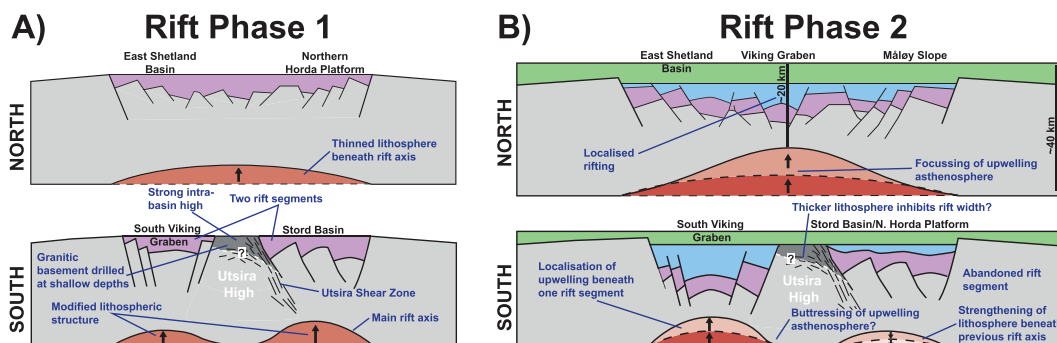 A) Rift Phase 1
East Shetland
Basin
Northern
Horda Platform
NORTH
Thinned lithosphere
beneath rift axis
Strong intra-
basin high
Two rift segments
South Viking
Graben
Stord Basin
SOUTH
Granitic
basement drilled
at shallow depths
?
Utsira
High
Utsira Shear Zone
Modified lithospheric
structure
Main rift axis
B) Rift Phase 2
East Shetland
Basin
Viking Graben
Måløy Slope
NORTH
~20 km
~40 km
Localised
rifting
Focussing of upwelling
asthenosphere
Thicker lithosphere inhibits rift width?
South Viking
Graben
Stord Basin/N. Horda Platform
SOUTH
Localisation of
upwelling beneath
one rift segment
?
Utsira
High
Abandoned rift
segment
Buttressing of upwelling
asthenosphere?
Strengthening of
lithosphere beneat
previous rift axis